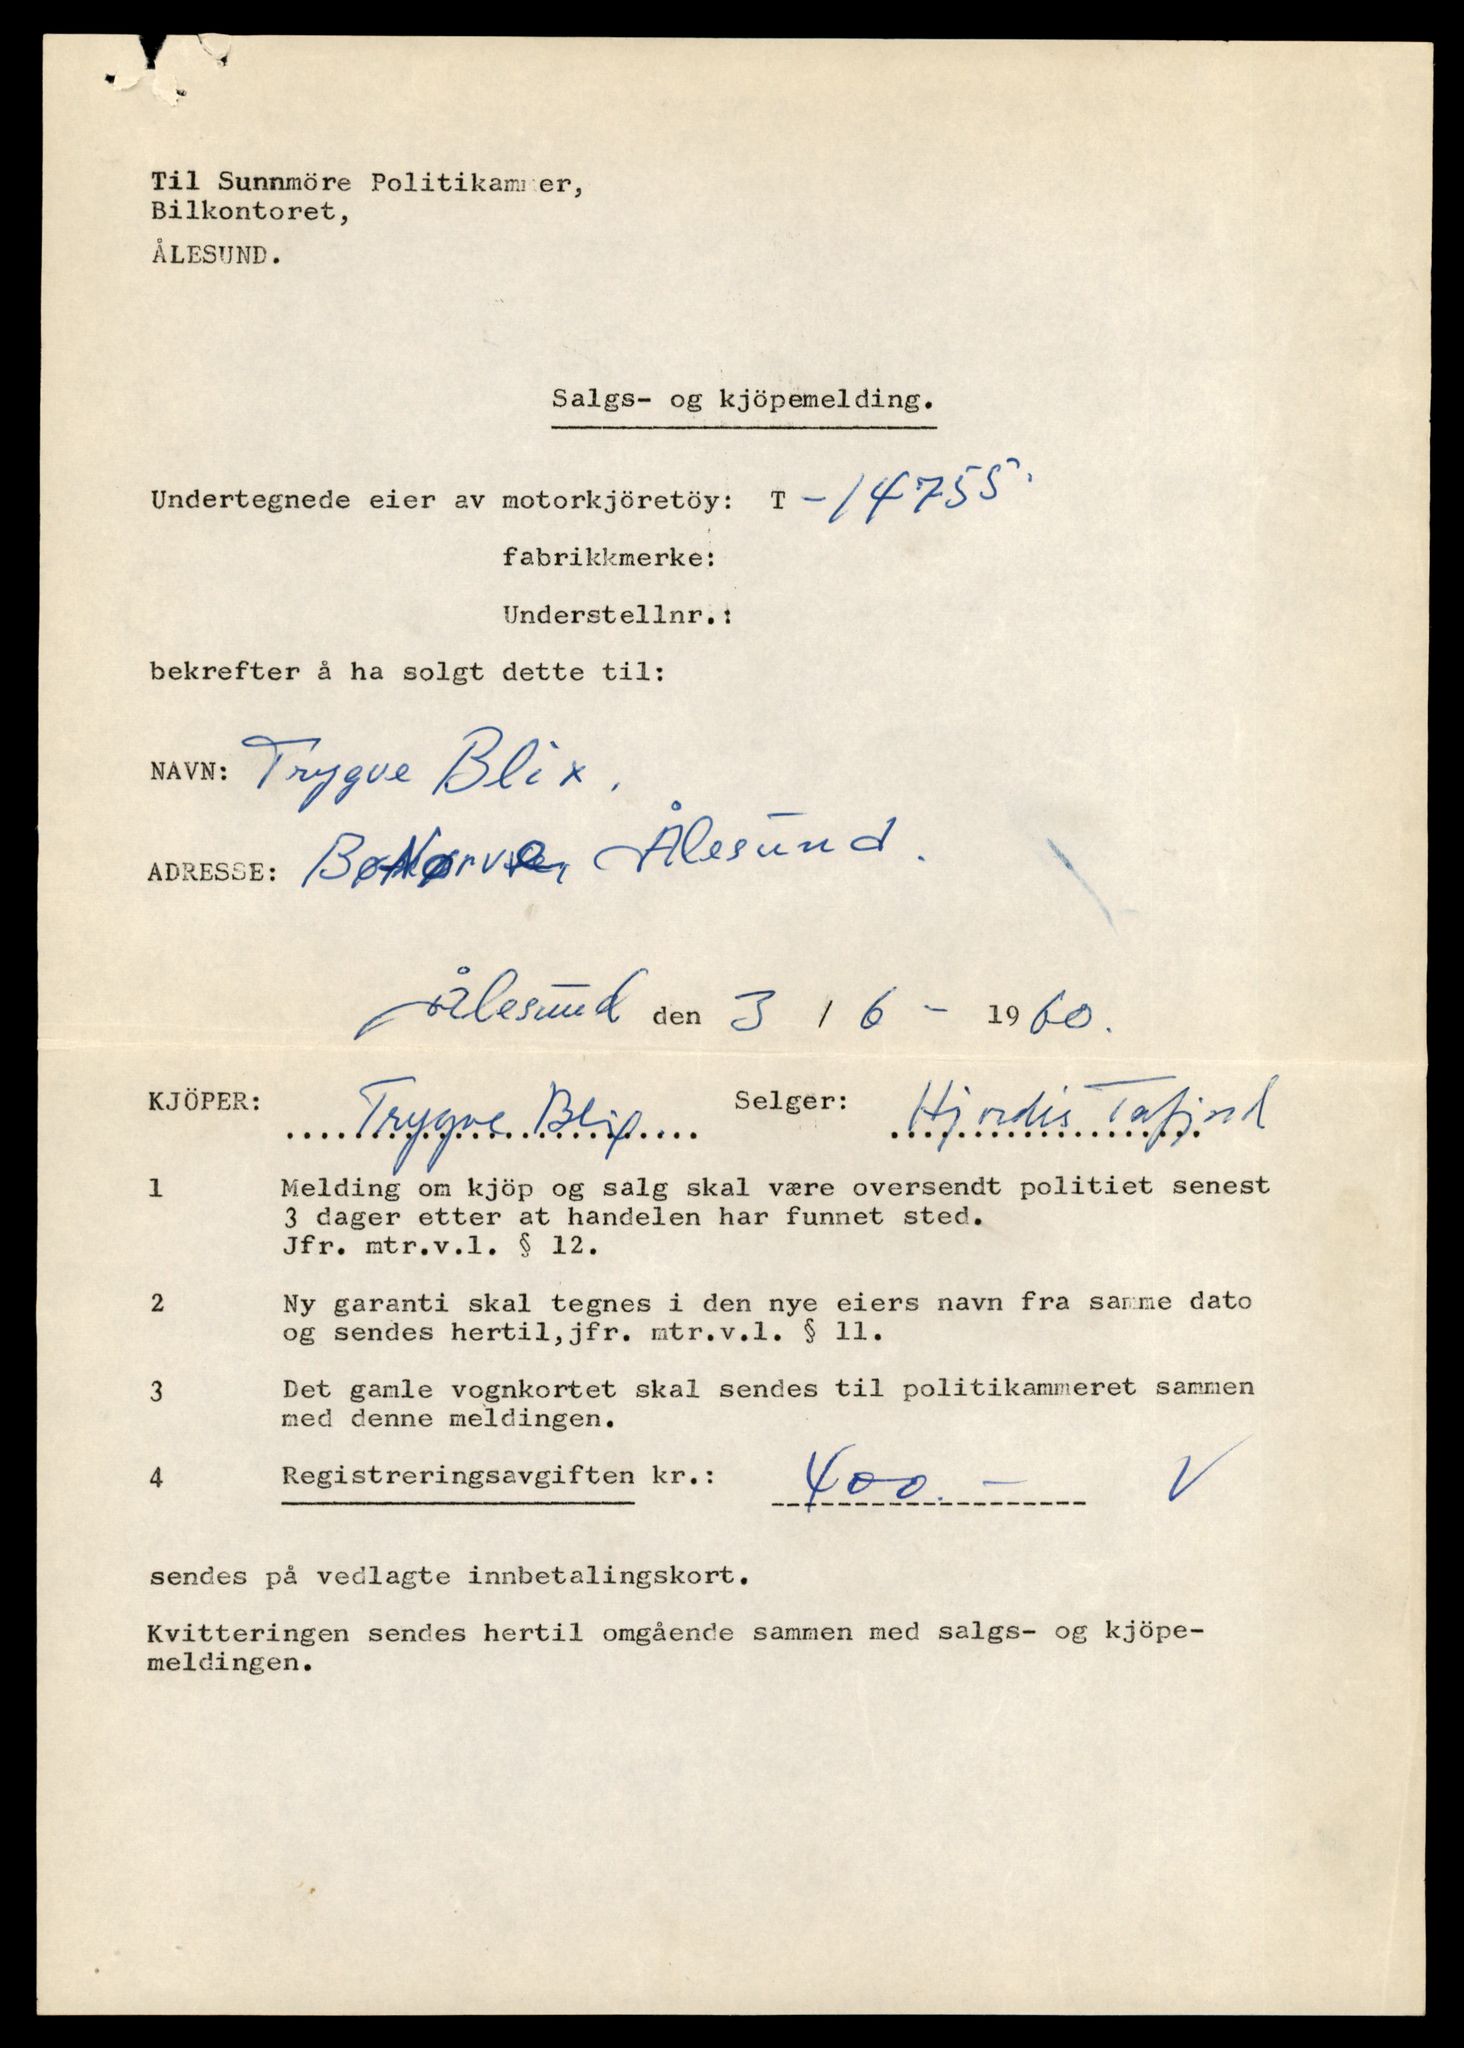 Til Sunnmöre Politikammer,
Bilkontoret,
ÅLESUND.
Salgs- og kjöpemelding.
Undertegnede eier av motorkjöretöy: T -14755.
fabrikkmerke:
Understellnr.:
bekrefter å ha solgt dette til:
NAVN: Trygve Blix.
ADRESSE: Ålesund.
Ålesund den 3 / 6 - 1960.
KJÖPER: Trygve Blix Selger: Hjördis Tafjord
1 Melding om kjöp og salg skal være oversendt politiet senest
3 dager etter at handelen har funnet sted.
Jfr. mtr.v.l. § 12.
2 Ny garanti skal tegnes i den nye eiers navn fra samme dato
og sendes hertil,jfr. mtr.v.l. § 11.
3 Det gamle vognkortet skal sendes til politikammeret sammen
med denne meldingen.
4 Registreringsavgiften kr.: 400.- V
sendes på vedlagte innbetalingskort.
Kvitteringen sendes hertil omgående sammen med salgs- og kjöpe-
meldingen.